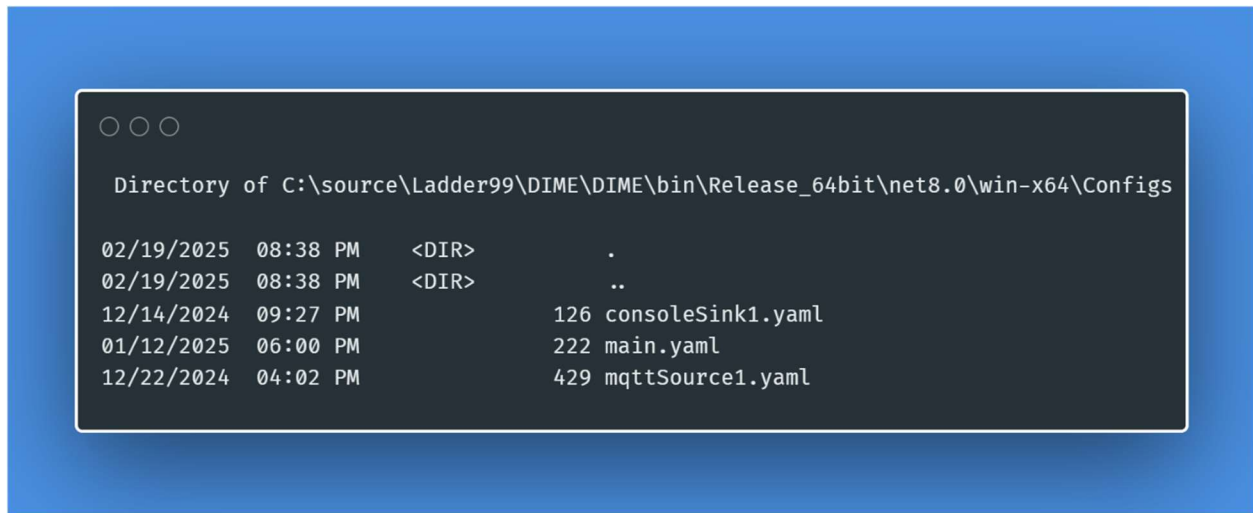 Directory of C:\source\Ladder99\DIME\DIME\bin\Release_64bit\net8.0\win-x64\Configs
02/19/2025  08:38 PM    <DIR>          .
02/19/2025  08:38 PM    <DIR>          ..
12/14/2024  09:27 PM               126 consoleSink1.yaml
01/12/2025  06:00 PM               222 main.yaml
12/22/2024  04:02 PM               429 mqttSource1.yaml